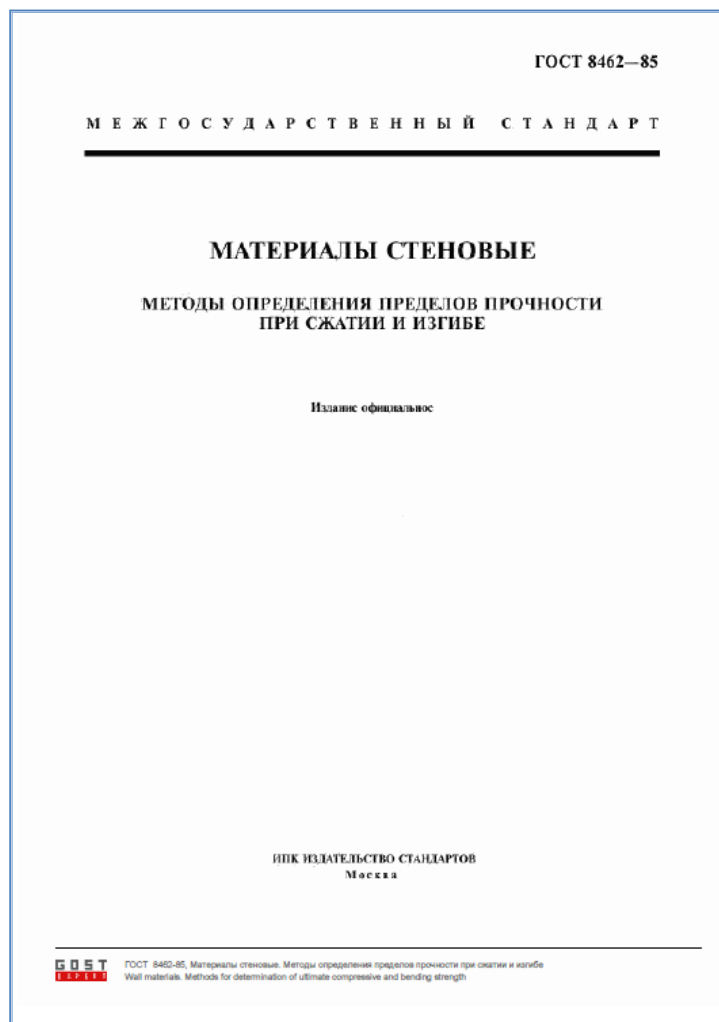 ГОСТ 8462—85
МЕЖГОСУДАРСТВЕННЫЙ СТАНДАРТ
МАТЕРИАЛЫ СТЕНОВЫЕ
МЕТОДЫ ОПРЕДЕЛЕНИЯ ПРЕДЕЛОВ ПРОЧНОСТИ
ПРИ СЖАТИИ И ИЗГИБЕ
Издание официальное
ИПК ИЗДАТЕЛЬСТВО СТАНДАРТОВ
Москва
GOST
EXPERT
ГОСТ 8462-85, Материалы стеновые. Методы определения пределов прочности при сжатии и изгибе
Wall materials. Methods for determination of ultimate compressive and bending strength